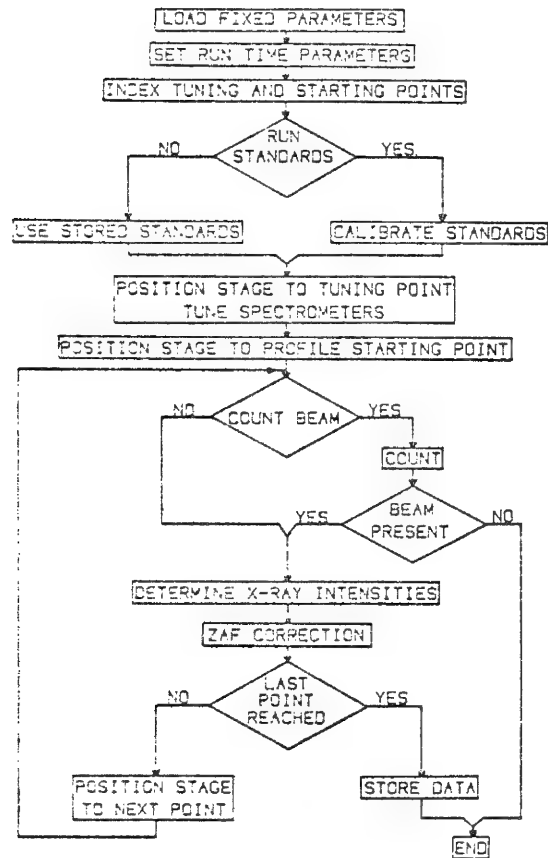 LOAD FIXED PARAMETERS
SET RUN TIME PARAMETERS
INDEX TUNING AND STARTING POINTS
RUN
STANDARDS
NO
YES
USE STORED STANDARDS
CALIBRATE STANDARDS
POSITION STAGE TO TUNING POINT
TUNE SPECTROMETERS
POSITION STAGE TO PROFILE STARTING POINT
NO
COUNT BEAM
YES
COUNT
YES
BEAM
PRESENT
NO
DETERMINE X-RAY INTENSITIES
ZAF CORRECTION
NO
LAST
POINT
REACHED
YES
POSITION STAGE
TO NEXT POINT
STORE DATA
END